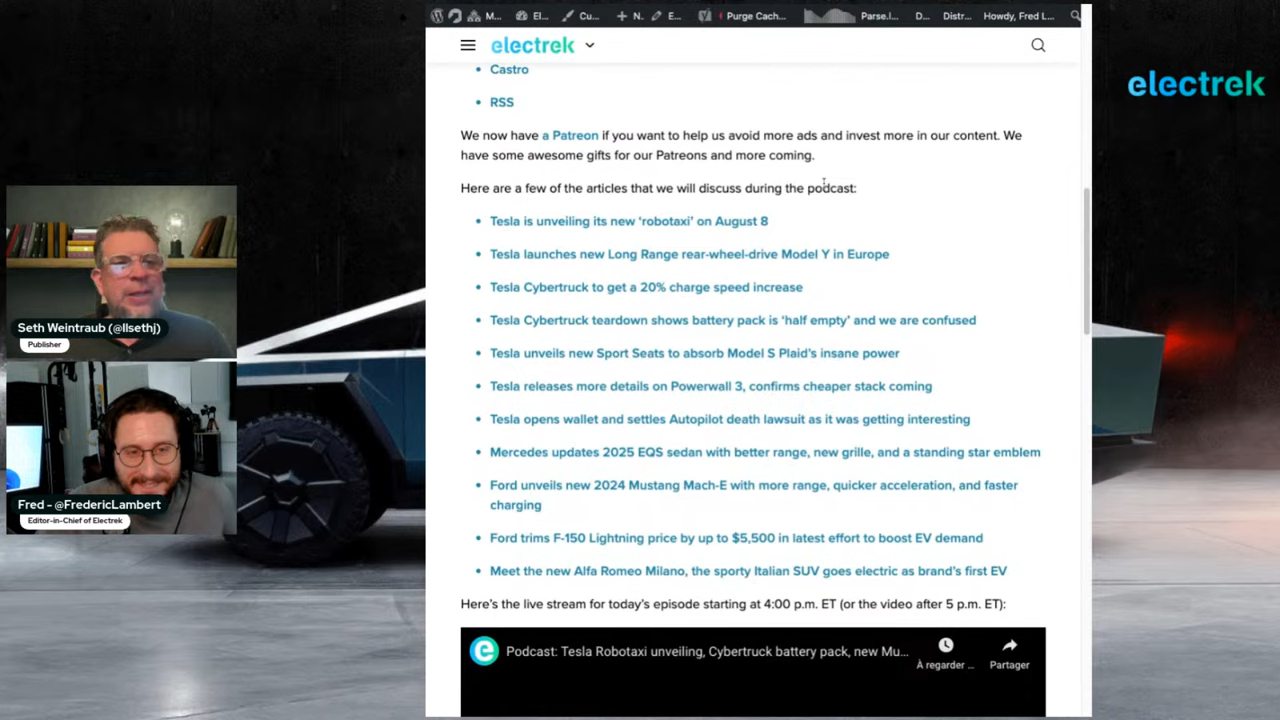 M...
El...
Cu...
N.
E...
Purge Cach...
Parse.l...
D...
Distr...
Howdy, Fred L...
electrek
electrek
Castro
RSS
We now have a Patreon if you want to help us avoid more ads and invest more in our content. We
have some awesome gifts for our Patreons and more coming.
Here are a few of the articles that we will discuss during the podcast:
Tesla is unveiling its new ‘robotaxi’ on August 8
Tesla launches new Long Range rear-wheel-drive Model Y in Europe
Tesla Cybertruck to get a 20% charge speed increase
Tesla Cybertruck teardown shows battery pack is ‘half empty’ and we are confused
Tesla unveils new Sport Seats to absorb Model S Plaid’s insane power
Tesla releases more details on Powerwall 3, confirms cheaper stack coming
Tesla opens wallet and settles Autopilot death lawsuit as it was getting interesting
Mercedes updates 2025 EQS sedan with better range, new grille, and a standing star emblem
Ford unveils new 2024 Mustang Mach-E with more range, quicker acceleration, and faster
charging
Ford trims F-150 Lightning price by up to $5,500 in latest effort to boost EV demand
Meet the new Alfa Romeo Milano, the sporty Italian SUV goes electric as brand’s first EV
Here’s the live stream for today’s episode starting at 4:00 p.m. ET (or the video after 5 p.m. ET):
Podcast: Tesla Robotaxi unveiling, Cybertruck battery pack, new Mu...
À regarder ...
Partager
Seth Weintraub (@llsethj)
Publisher
Fred - @FredericLambert
Editor-in-Chief of Electrek